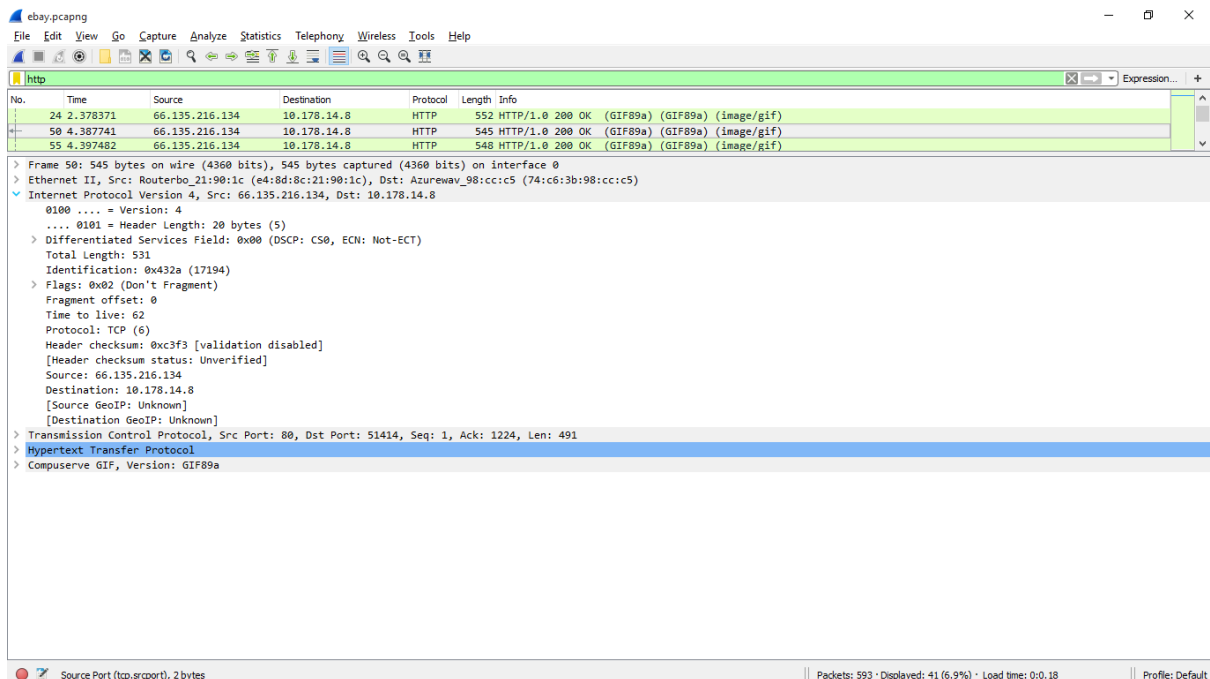 ebay.pcapng
File Edit View Go Capture Analyze Statistics Telephony Wireless Tools Help
http Expression... +
No. Time Source Destination Protocol Length Info
24 2.378371 66.135.216.134 10.178.14.8 HTTP 552 HTTP/1.0 200 OK (GIF89a) (GIF89a) (image/gif)
50 4.387741 66.135.216.134 10.178.14.8 HTTP 545 HTTP/1.0 200 OK (GIF89a) (GIF89a) (image/gif)
55 4.397482 66.135.216.134 10.178.14.8 HTTP 548 HTTP/1.0 200 OK (GIF89a) (GIF89a) (image/gif)
> Frame 50: 545 bytes on wire (4360 bits), 545 bytes captured (4360 bits) on interface 0
> Ethernet II, Src: Routerbo_21:90:1c (e4:8d:8c:21:90:1c), Dst: Azurewav_98:cc:c5 (74:c6:3b:98:cc:c5)
Internet Protocol Version 4, Src: 66.135.216.134, Dst: 10.178.14.8
0100 .... = Version: 4
.... 0101 = Header Length: 20 bytes (5)
> Differentiated Services Field: 0x00 (DSCP: CS0, ECN: Not-ECT)
Total Length: 531
Identification: 0x432a (17194)
> Flags: 0x02 (Don't Fragment)
Fragment offset: 0
Time to live: 62
Protocol: TCP (6)
Header checksum: 0xc3f3 [validation disabled]
[Header checksum status: Unverified]
Source: 66.135.216.134
Destination: 10.178.14.8
[Source GeoIP: Unknown]
[Destination GeoIP: Unknown]
> Transmission Control Protocol, Src Port: 80, Dst Port: 51414, Seq: 1, Ack: 1224, Len: 491
> Hypertext Transfer Protocol
> Compuserve GIF, Version: GIF89a
Source Port (tcp.srcport), 2 bytes Packets: 593 · Displayed: 41 (6.9%) · Load time: 0:0.18 Profile: Default